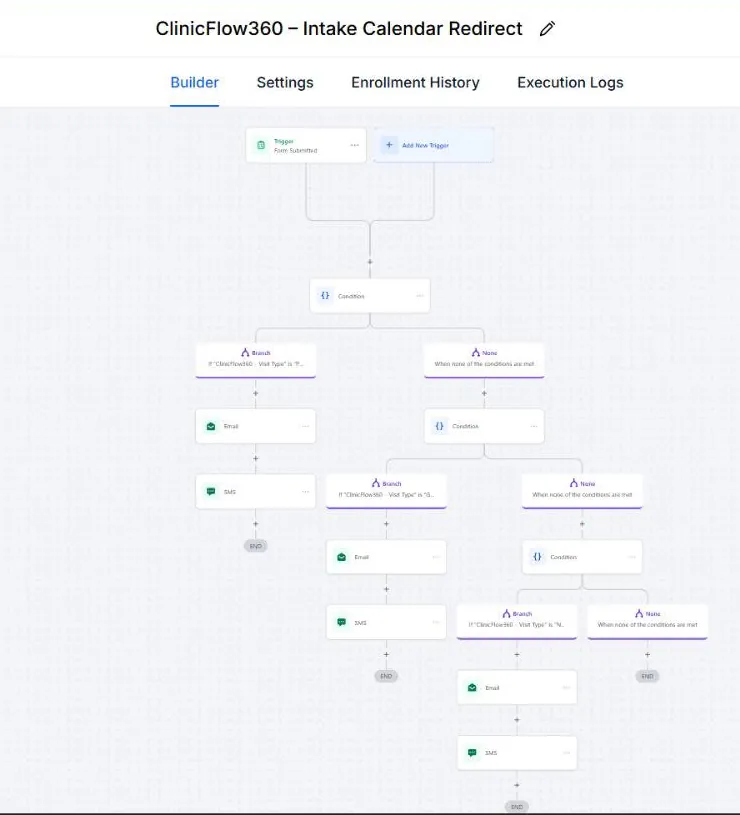 ClinicFlow360 – Intake Calendar Redirect
Builder
Settings
Enrollment History
Execution Logs
Trigger
Form Submitted
Add New Trigger
Condition
Branch
If "ClinicFlow360 - Visit Type" is "P...
None
When none of the conditions are met
Email
Condition
SMS
Branch
If "ClinicFlow360 - Visit Type" is "G...
None
When none of the conditions are met
END
Email
Condition
SMS
Branch
If "ClinicFlow360 - Visit Type" is "N...
None
When none of the conditions are met
END
END
Email
SMS
END